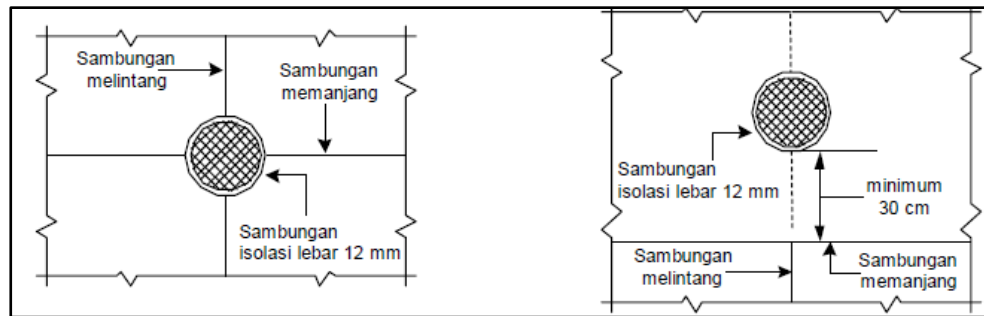 Sambungan
melintang
Sambungan
memanjang
Sambungan
isolasi lebar 12 mm
Sambungan
isolasi lebar 12 mm
minimum
30 cm
Sambungan
melintang
Sambungan
memanjang